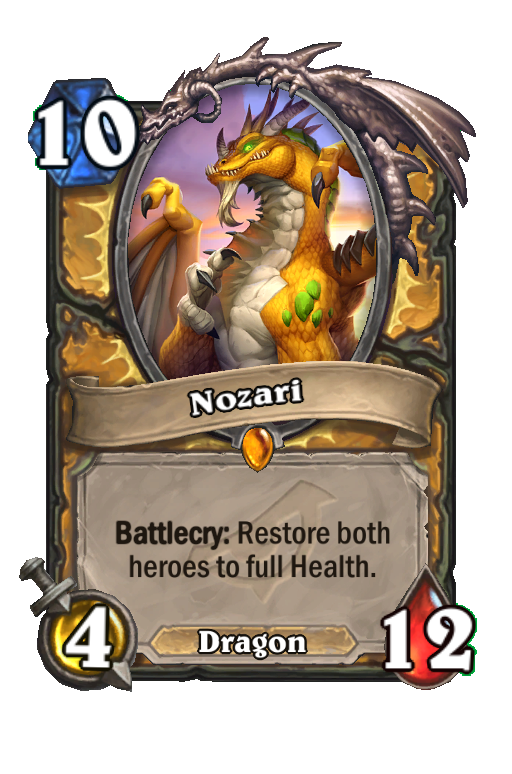 10
Nozari
Battlecry: Restore both
heroes to full Health.
4
Dragon
12